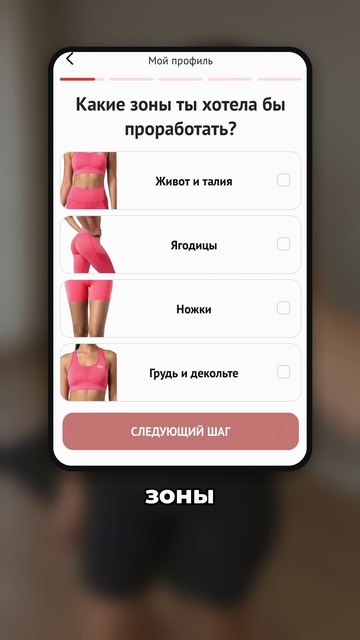 Мой профиль
Какие зоны ты хотела бы
проработать?
Живот и талия
Ягодицы
Ножки
Грудь и декольте
СЛЕДУЮЩИЙ ШАГ
зоны